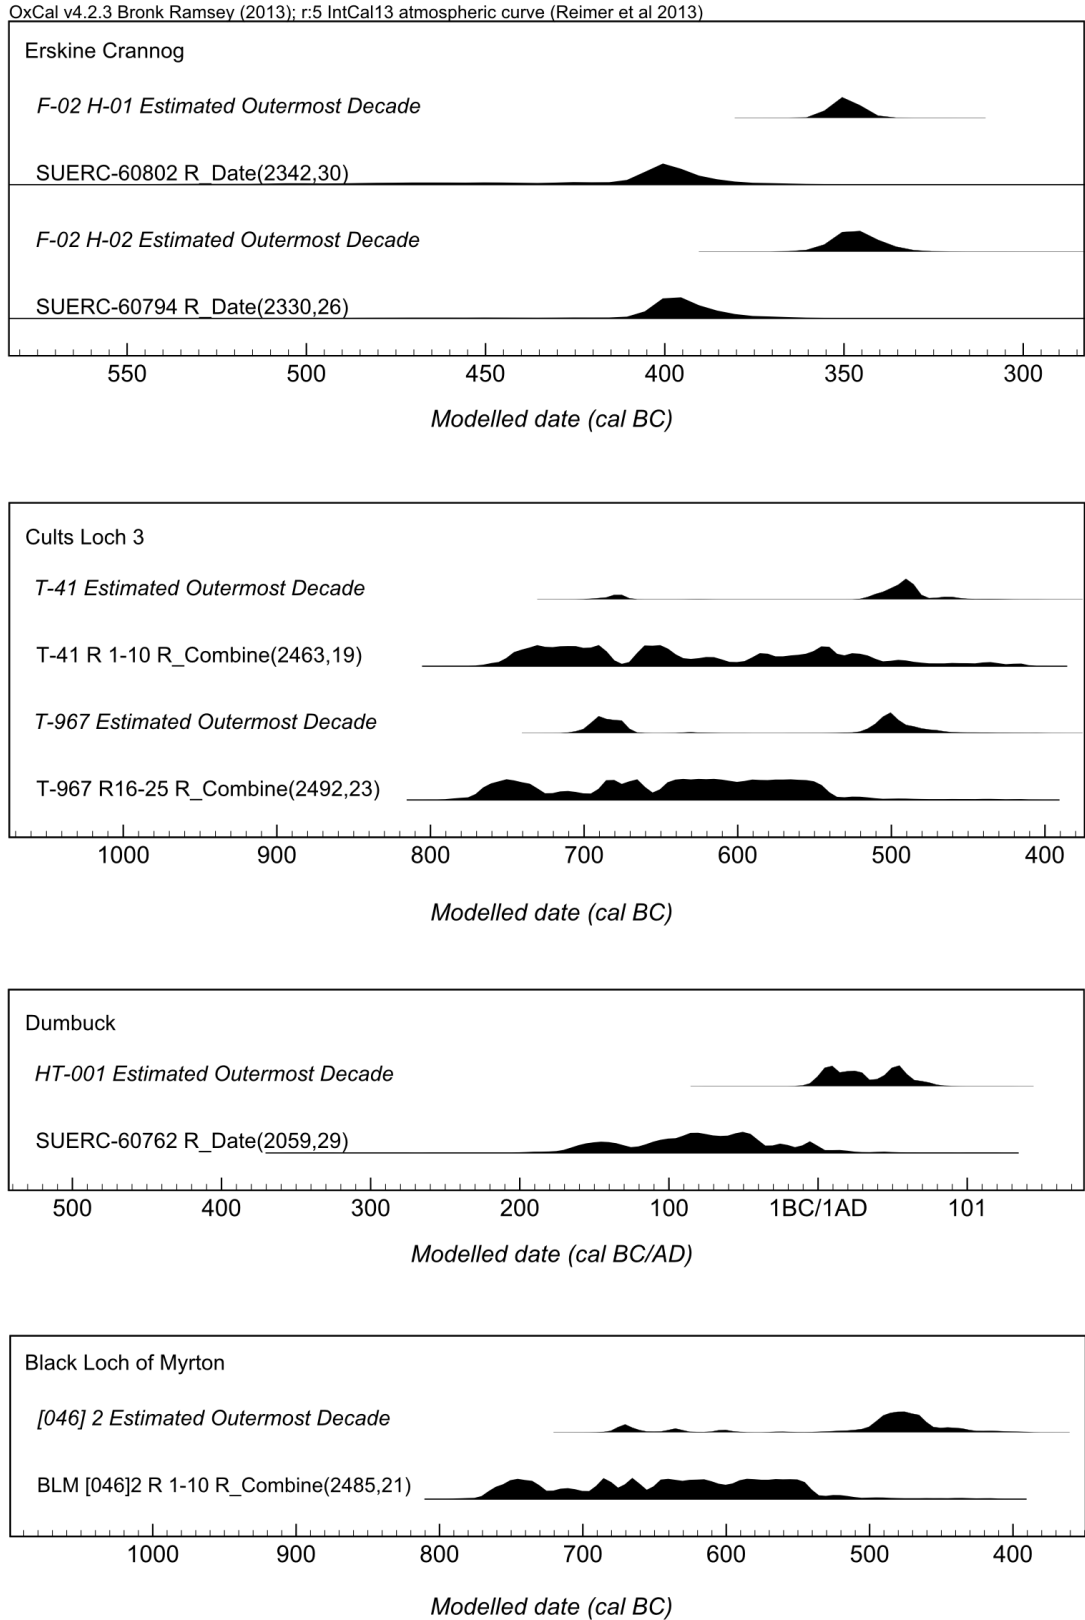 OxCal v4.2.3 Bronk Ramsey (2013); r:5 IntCal13 atmospheric curve (Reimer et al 2013)
Erskine Crannog
F-02 H-01 Estimated Outermost Decade
SUERC-60802 R_Date(2342,30)
F-02 H-02 Estimated Outermost Decade
SUERC-60794 R_Date(2330,26)
550 500 450 400 350 300
Modelled date (cal BC)
Cults Loch 3
T-41 Estimated Outermost Decade
T-41 R 1-10 R_Combine(2463,19)
T-967 Estimated Outermost Decade
T-967 R16-25 R_Combine(2492,23)
1000 900 800 700 600 500 400
Modelled date (cal BC)
Dumbuck
HT-001 Estimated Outermost Decade
SUERC-60762 R_Date(2059,29)
500 400 300 200 100 1BC/1AD 101
Modelled date (cal BC/AD)
Black Loch of Myrton
[046] 2 Estimated Outermost Decade
BLM [046]2 R 1-10 R_Combine(2485,21)
1000 900 800 700 600 500 400
Modelled date (cal BC)